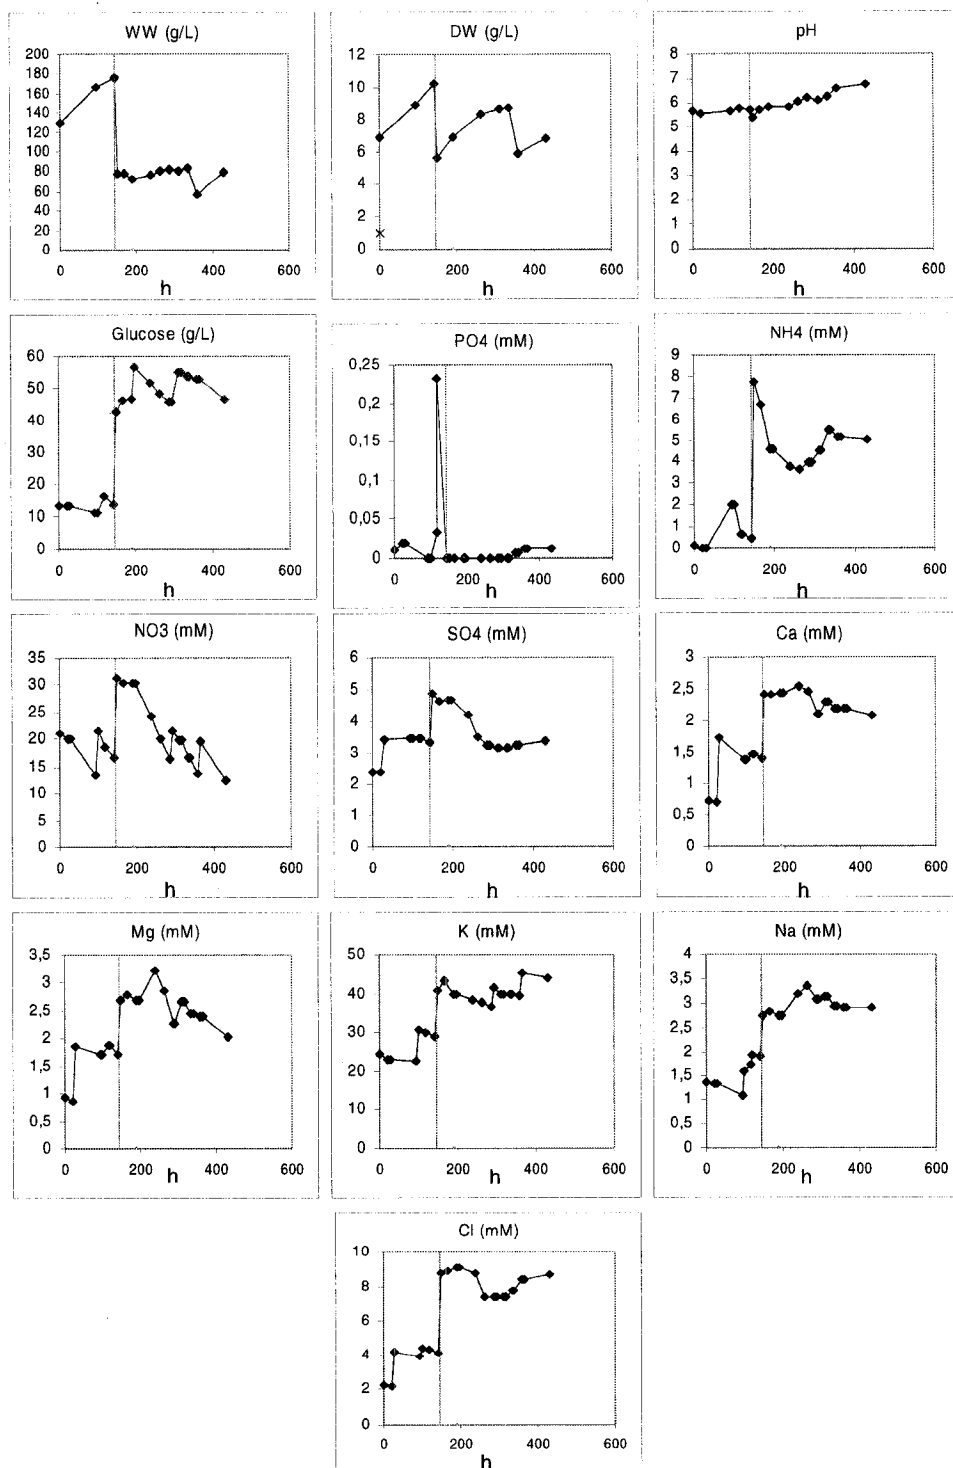 WW (g/L)
200
180
160
140
120
100
80
60
40
20
0
0 200 400 600
h
DW (g/L)
12
10
8
6
4
2
0
0 200 400 600
h
pH
8
7
6
5
4
3
2
1
0
0 200 400 600
h
Glucose (g/L)
60
50
40
30
20
10
0
0 200 400 600
h
PO4 (mM)
0,25
0,2
0,15
0,1
0,05
0
0 200 400 600
h
NH4 (mM)
9
8
7
6
5
4
3
2
1
0
0 200 400 600
h
NO3 (mM)
35
30
25
20
15
10
5
0
0 200 400 600
h
SO4 (mM)
6
5
4
3
2
1
0
0 200 400 600
h
Ca (mM)
3
2,5
2
1,5
1
0,5
0
0 200 400 600
h
Mg (mM)
3,5
3
2,5
2
1,5
1
0,5
0
0 200 400 600
h
K (mM)
50
40
30
20
10
0
0 200 400 600
h
Na (mM)
4
3,5
3
2,5
2
1,5
1
0,5
0
0 200 400 600
h
Cl (mM)
10
8
6
4
2
0
0 200 400 600
h